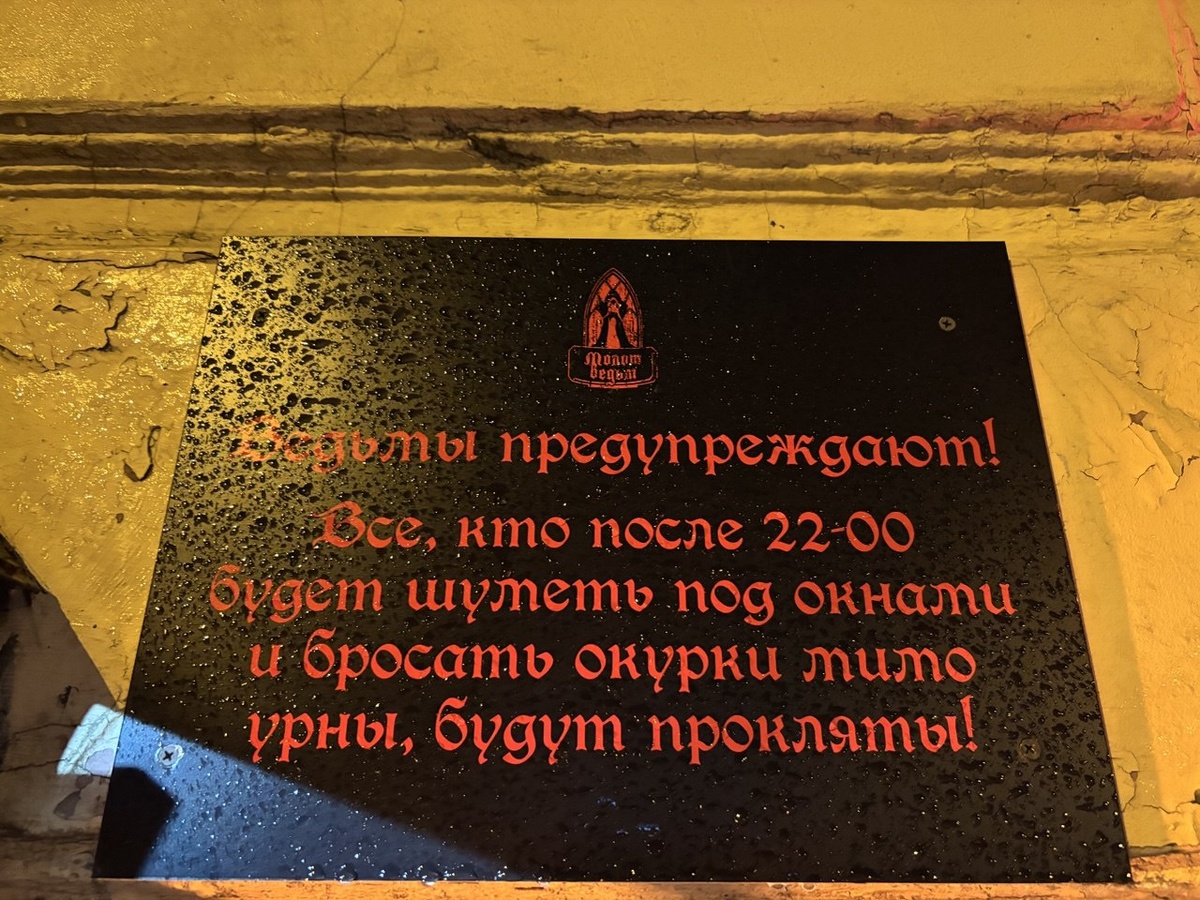 Молот
ведьм
Ведьмы предупреждают!
Все, кто после 22-00
будет шуметь под окнами
и бросать окурки мимо
урны, будут прокляты!